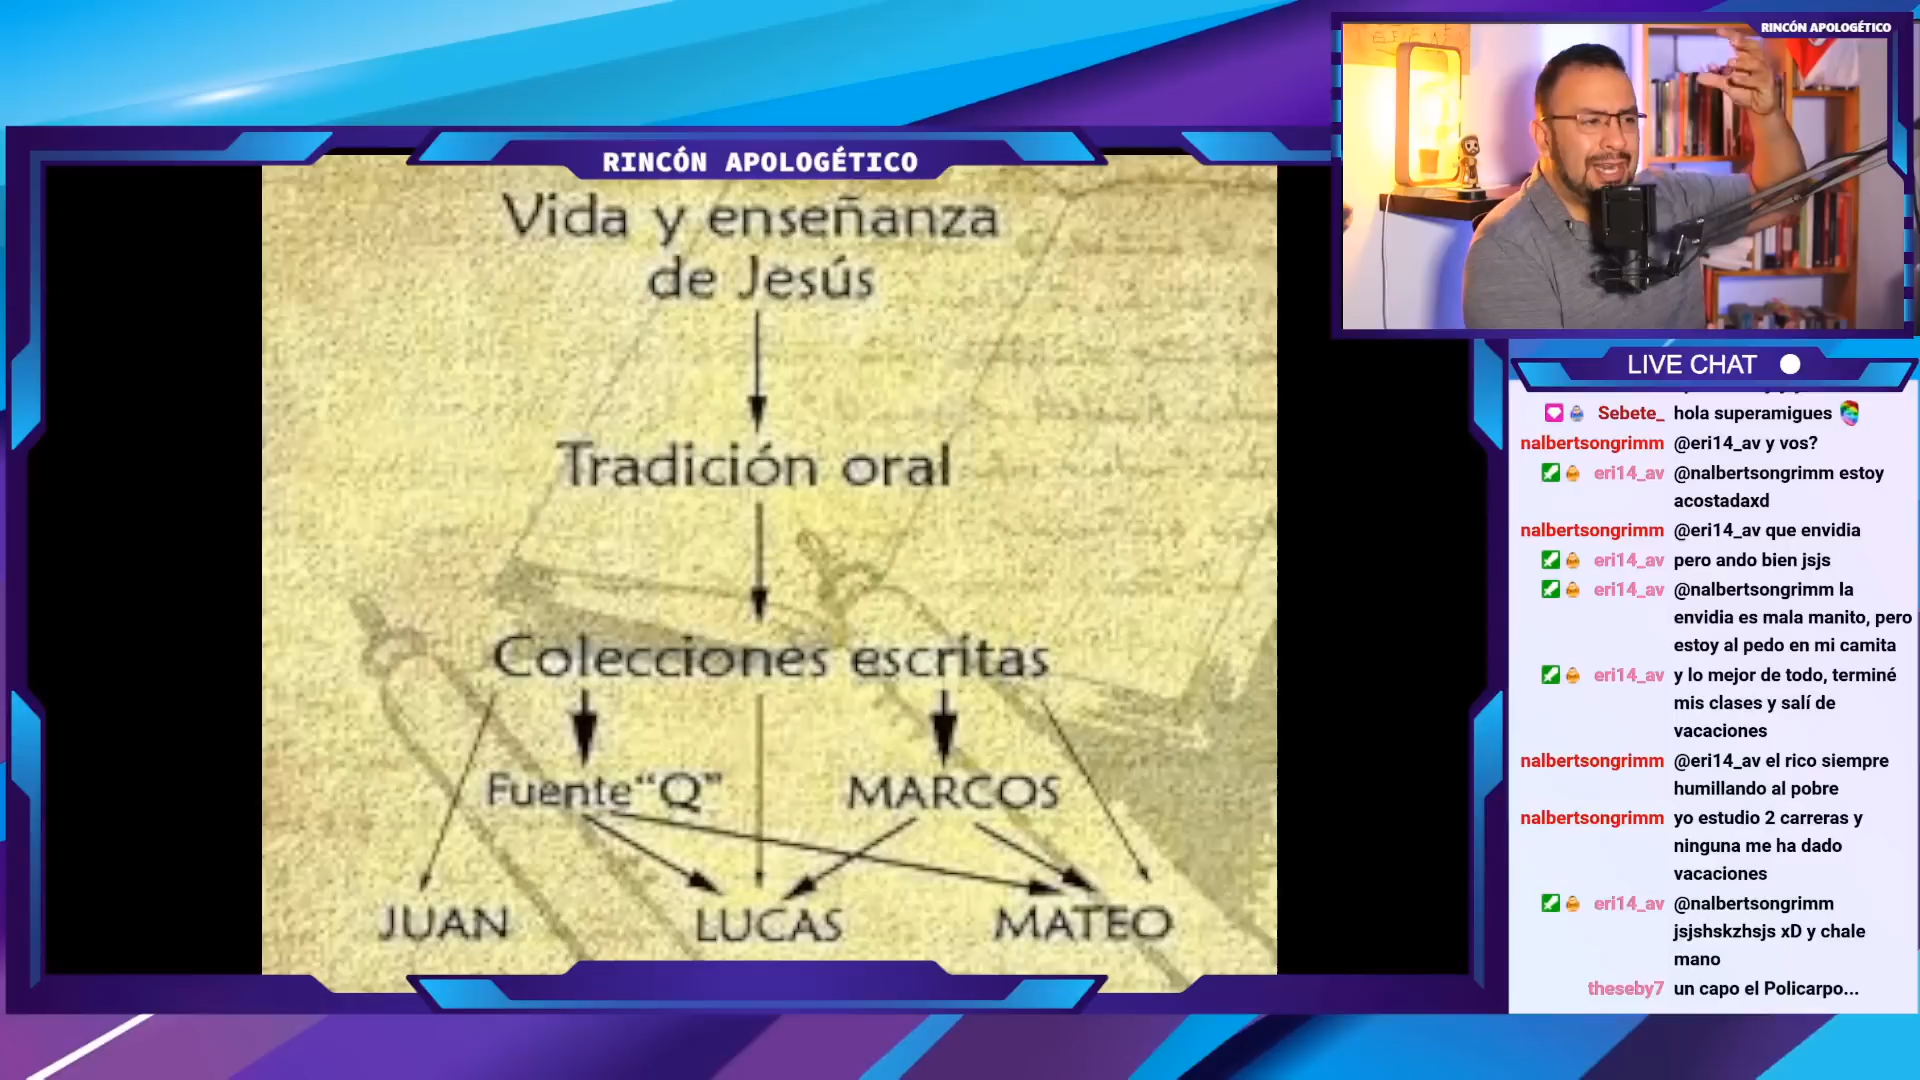 RINCÓN APOLOGÉTICO
RINCÓN APOLOGÉTICO
Vida y enseñanza
de Jesús
Tradición oral
Colecciones escritas
Fuente “Q” MARCOS
JUAN LUCAS MATEO
LIVE CHAT
Sebete_ hola superamigues
nalbertsongrimm @eri14_av y vos?
eri14_av @nalbertsongrimm estoy
acostadaxd
nalbertsongrimm @eri14_av que envidia
eri14_av pero ando bien jsjs
eri14_av @nalbertsongrimm la
envidia es mala manito, pero
estoy al pedo en mi camita
eri14_av y lo mejor de todo, terminé
mis clases y salí de
vacaciones
nalbertsongrimm @eri14_av el rico siempre
humillando al pobre
nalbertsongrimm yo estudio 2 carreras y
ninguna me ha dado
vacaciones
eri14_av @nalbertsongrimm
jsjshskzhsjs xD y chale
mano
theseby7 un capo el Policarpo...